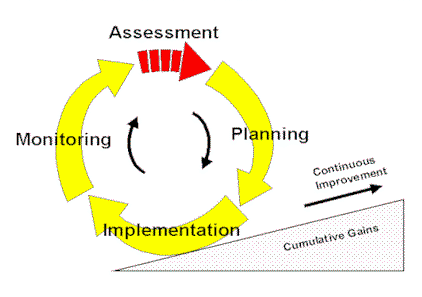 Assessment
Monitoring
Planning
Implementation
Continuous
Improvement
Cumulative Gains